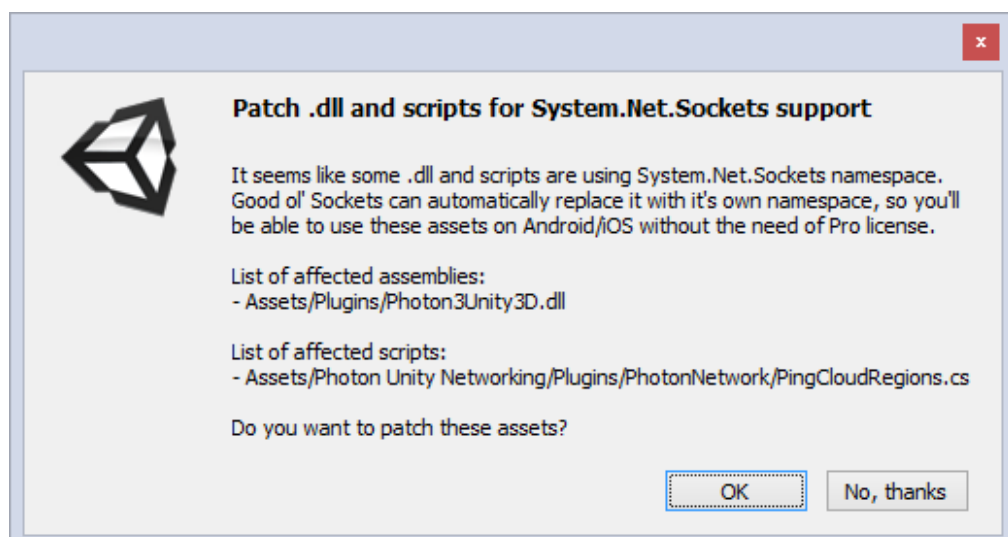 x
Patch .dll and scripts for System.Net.Sockets support
It seems like some .dll and scripts are using System.Net.Sockets namespace.
Good ol' Sockets can automatically replace it with it's own namespace, so you'll
be able to use these assets on Android/iOS without the need of Pro license.
List of affected assemblies:
- Assets/Plugins/Photon3Unity3D.dll
List of affected scripts:
- Assets/Photon Unity Networking/Plugins/PhotonNetwork/PingCloudRegions.cs
Do you want to patch these assets?
OK No, thanks